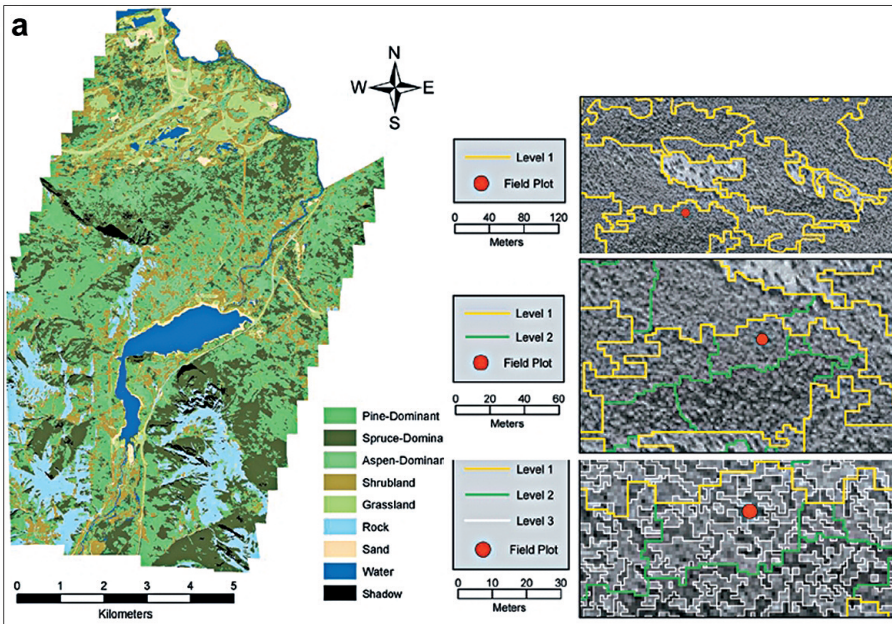 a
N
W E
S
Level 1
Field Plot
0 40 80 120
Meters
Level 1
Level 2
Field Plot
0 20 40 60
Meters
Pine-Dominant
Spruce-Domina
Aspen-Dominan
Shrubland
Grassland
Rock
Sand
Water
Shadow
0 1 2 3 4 5
Kilometers
Level 1
Level 2
Level 3
Field Plot
0 10 20 30
Meters